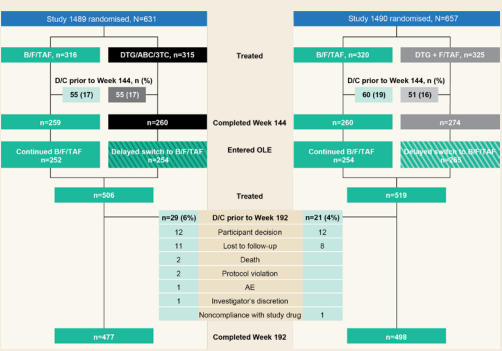 Study 1489 randomised, N=631
Study 1490 randomised, N=657
B/F/TAF, n=316
DTG/ABC/3TC, n=315
Treated
B/F/TAF, n=320
DTG + F/TAF, n=325
D/C prior to Week 144, n (%)
D/C prior to Week 144, n (%)
55 (17)
55 (17)
60 (19)
51 (16)
n=259
n=260
Completed Week 144
n=260
n=274
Entered OLE
Continued B/F/TAF
n=252
Delayed switch to B/F/TAF
n=254
Continued B/F/TAF
n=254
Delayed switch to B/F/TAF
n=265
n=506
Treated
n=519
n=29 (6%)
D/C prior to Week 192
n=21 (4%)
12 Participant decision 12
11 Lost to follow-up 8
2 Death
2 Protocol violation
1 AE
1 Investigator's discretion
Noncompliance with study drug 1
n=477
Completed Week 192
n=498